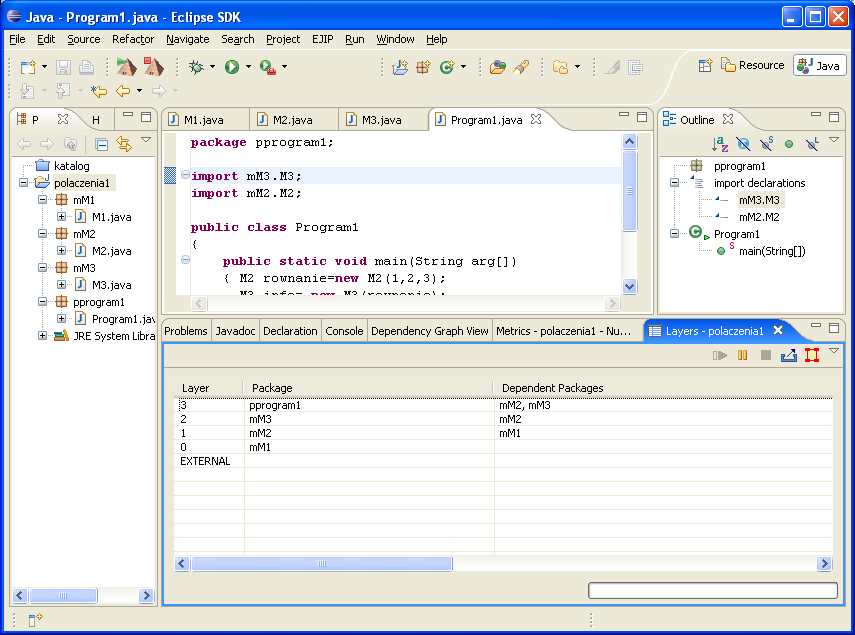 Java - Program1.java - Eclipse SDK
File Edit Source Refactor Navigate Search Project EJIP Run Window Help
Resource Java
P H
katalog
polaczenia1
mM1
M1.java
mM2
M2.java
mM3
M3.java
pprogram1
Program1.jav
JRE System Libra
M1.java M2.java M3.java Program1.java
package pprogram1;
import mM3.M3;
import mM2.M2;
public class Program1
{
public static void main(String arg[])
{ M2 rownanie=new M2(1,2,3);
M3 info= new M3(rownanie);
Outline
pprogram1
import declarations
mM3.M3
mM2.M2
Program1
main(String[])
Problems Javadoc Declaration Console Dependency Graph View Metrics - polaczenia1 - Nu... Layers - polaczenia1
Layer Package Dependent Packages
3 pprogram1 mM2, mM3
2 mM3 mM2
1 mM2 mM1
0 mM1
EXTERNAL